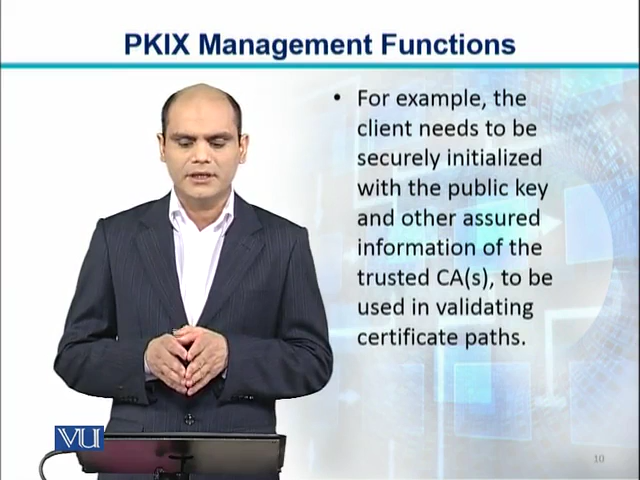 PKIX Management Functions
• For example, the
client needs to be
securely initialized
with the public key
and other assured
information of the
trusted CA(s), to be
used in validating
certificate paths.
VU
10